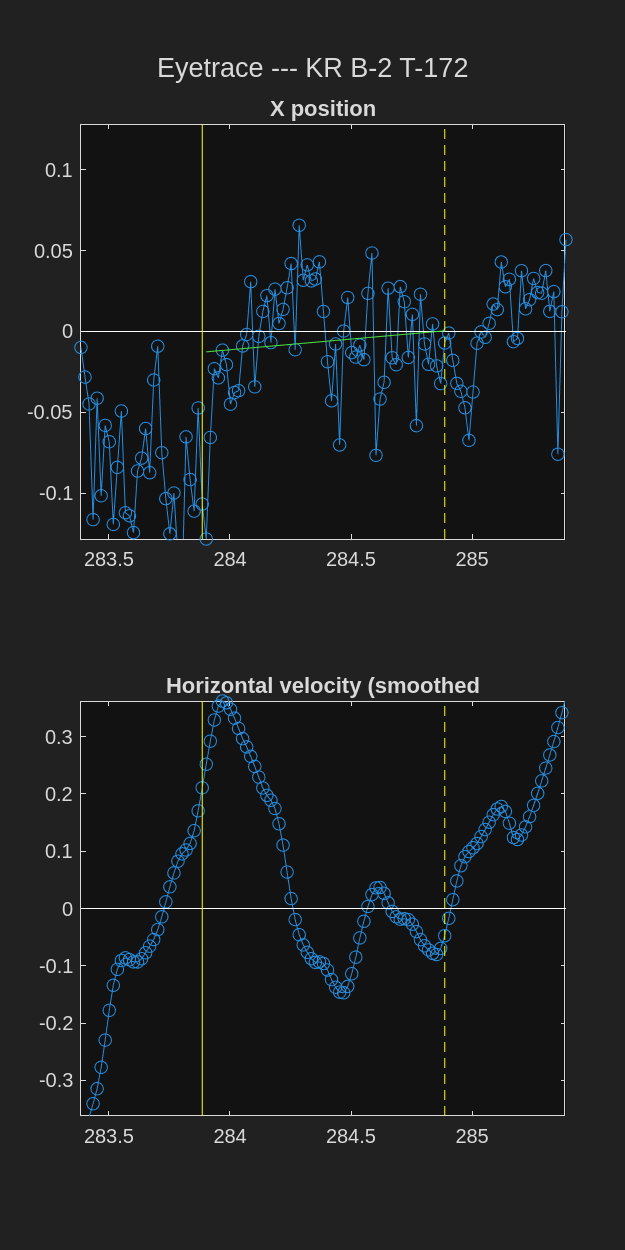 Eyetrace --- KR B-2 T-172
X position
0.1
0.05
0
-0.05
-0.1
283.5 284 284.5 285
Horizontal velocity (smoothed
0.3
0.2
0.1
0
-0.1
-0.2
-0.3
283.5 284 284.5 285